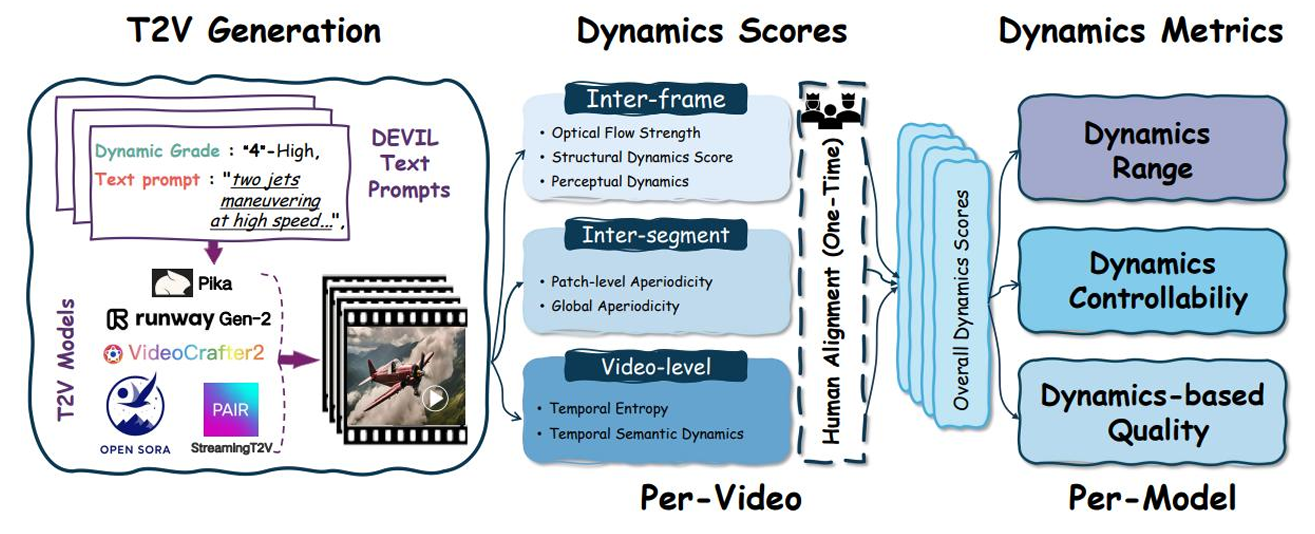 T2V Generation
Dynamic Grade : "4"-High,
Text prompt : "two jets
maneuvering
at high speed...",
DEVIL
Text
Prompts
T2V Models
Pika
runway Gen-2
VideoCrafter2
OPEN SORA
PAIR
StreamingT2V
Dynamics Scores
Inter-frame
• Optical Flow Strength
• Structural Dynamics Score
• Perceptual Dynamics
Inter-segment
• Patch-level Aperiodicity
• Global Aperiodicity
Video-level
• Temporal Entropy
• Temporal Semantic Dynamics
Human Alignment (One-Time)
Per-Video
Overall Dynamics Scores
Dynamics Metrics
Dynamics
Range
Dynamics
Controllabiliy
Dynamics-based
Quality
Per-Model